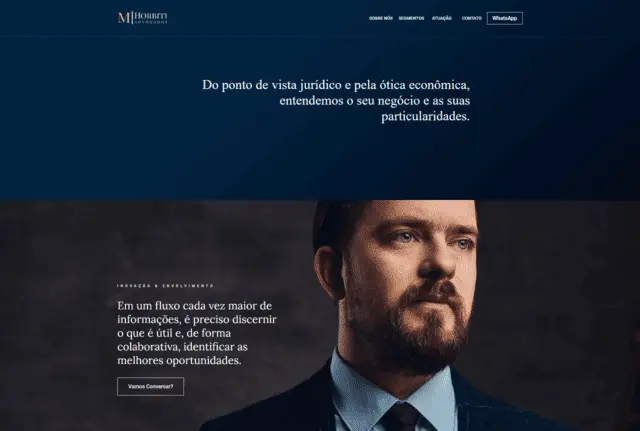 M HORBITI
ADVOGADOS
SOBRE NÓS SEGMENTOS ATUAÇÃO CONTATO WhatsApp
Do ponto de vista jurídico e pela ótica econômica,
entendemos o seu negócio e as suas
particularidades.
INOVAÇÃO & ENVOLVIMENTO
Em um fluxo cada vez maior de
informações, é preciso discernir
o que é útil e, de forma
colaborativa, identificar as
melhores oportunidades.
Vamos Conversar?